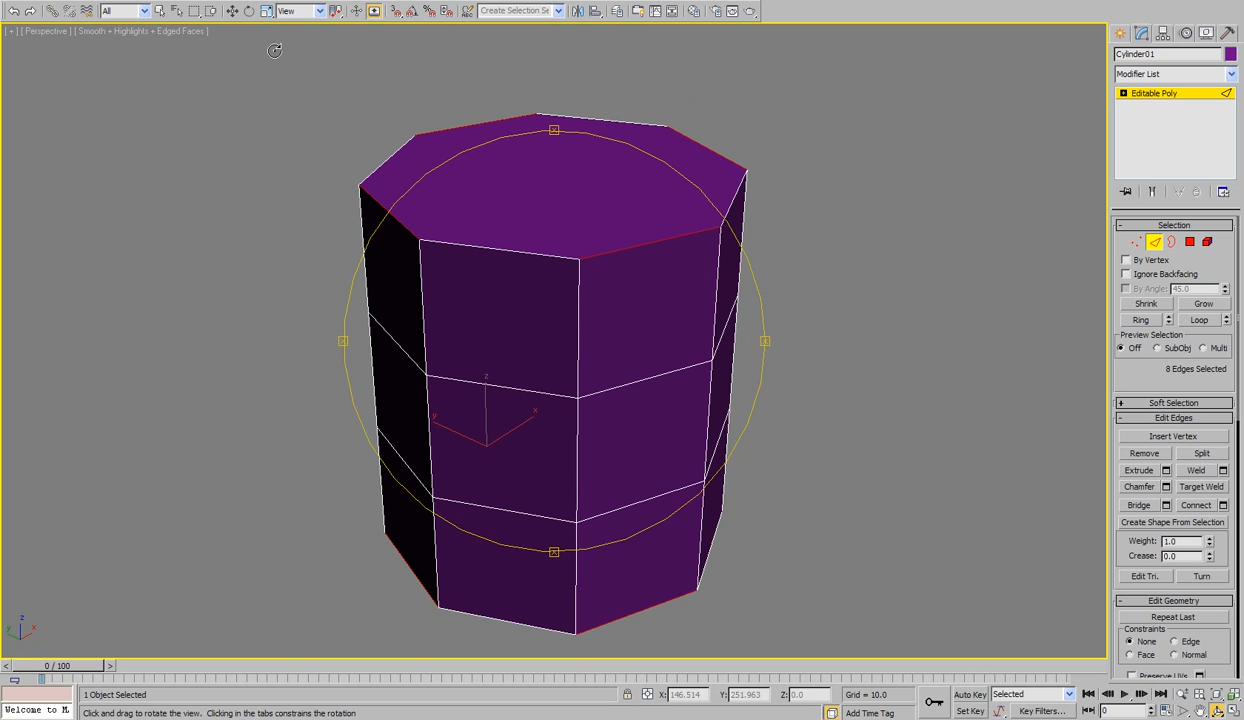 All
View
Create Selection Se
[ + ] [ Perspective ] [ Smooth + Highlights + Edged Faces ]
Cylinder01
Modifier List
Editable Poly
Selection
By Vertex
Ignore Backfacing
By Angle: 45.0
Shrink Grow
Ring Loop
Preview Selection
Off SubObj Multi
8 Edges Selected
Soft Selection
Edit Edges
Insert Vertex
Remove Split
Extrude Weld
Chamfer Target Weld
Bridge Connect
Create Shape From Selection
Weight: 1.0
Crease: 0.0
Edit Tri. Turn
Edit Geometry
Repeat Last
Constraints
None Edge
Face Normal
Preserve UVs
z
y x
z
y x
< 0 / 100 >
1 Object Selected X: 146.514 Y: 251.963 Z: 0.0 Grid = 10.0 Auto Key Selected
Welcome to M Click and drag to rotate the view. Clicking in the tabs constrains the rotation Add Time Tag Set Key Key Filters... 0